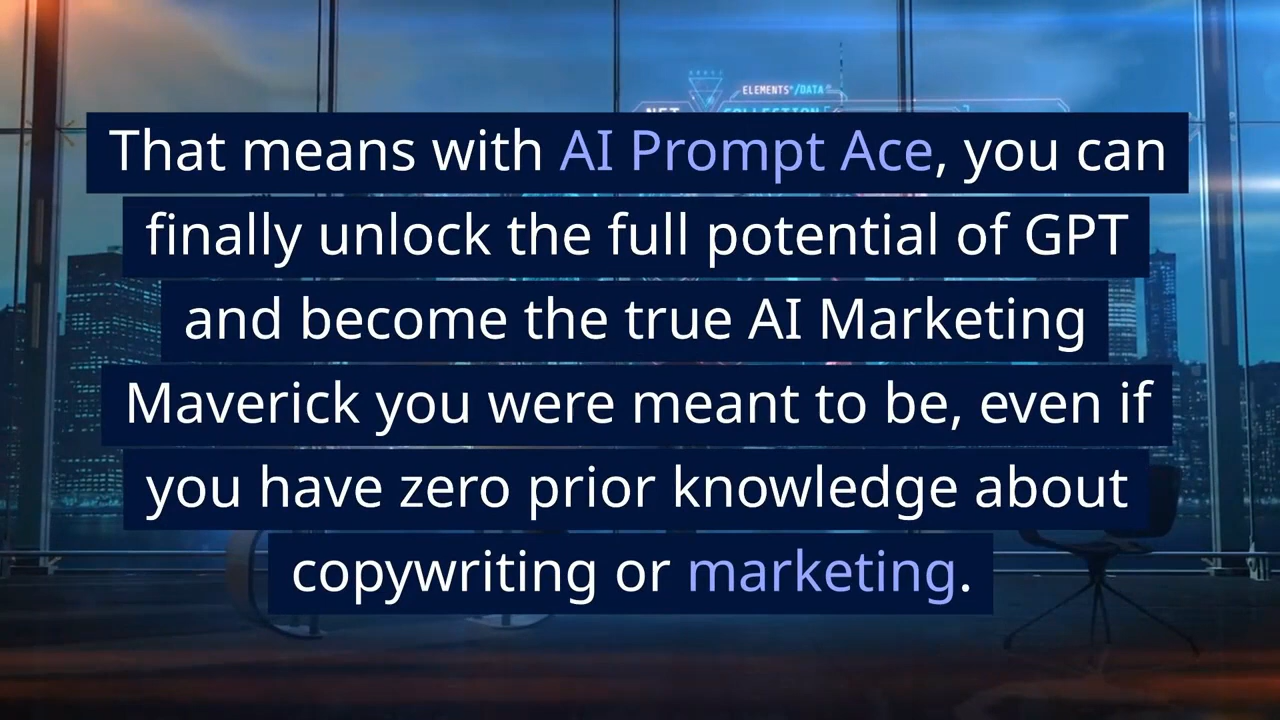 ELEMENTS*/DATA
That means with AI Prompt Ace, you can
finally unlock the full potential of GPT
and become the true AI Marketing
Maverick you were meant to be, even if
you have zero prior knowledge about
copywriting or marketing.